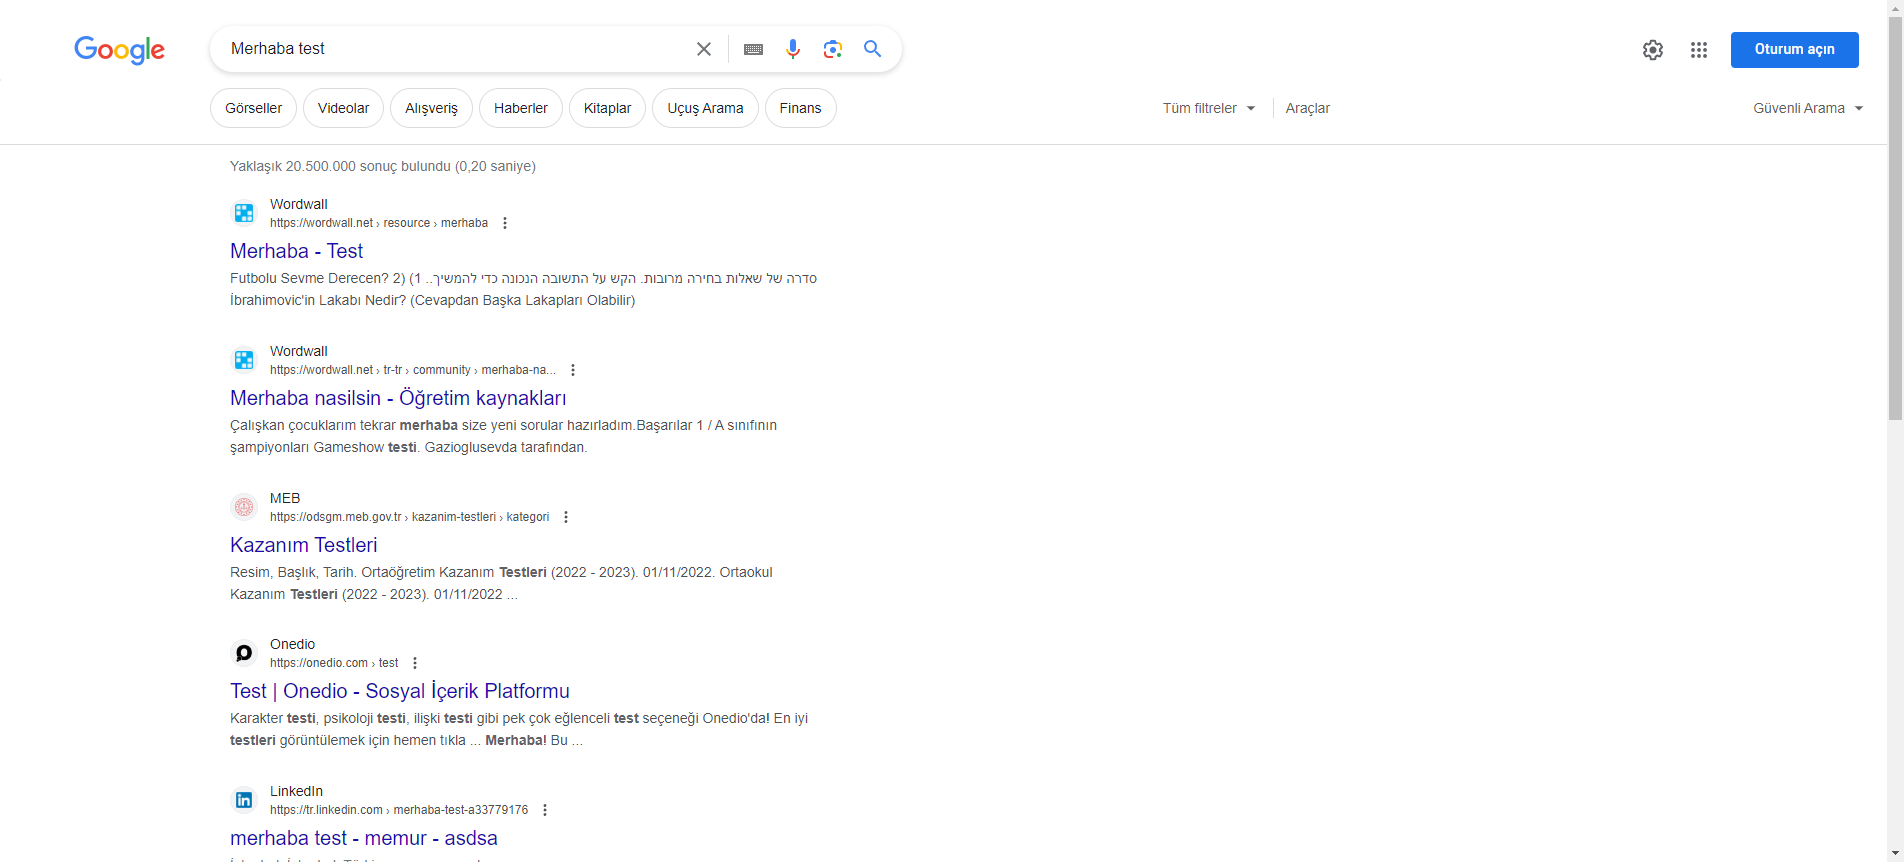 Google
Merhaba test
Oturum açın
Görseller
Videolar
Alışveriş
Haberler
Kitaplar
Uçuş Arama
Finans
Tüm filtreler
Araçlar
Güvenli Arama
Yaklaşık 20.500.000 sonuç bulundu (0,20 saniye)
Wordwall
https://wordwall.net › resource › merhaba
Merhaba - Test
Futbolu Sevme Derecen? 2) (1 ..סדרה של שאלות בחירה מרובות. הקש על התשובה הנכונה כדי להמשיך
İbrahimovic'in Lakabı Nedir? (Cevapdan Başka Lakapları Olabilir)
Wordwall
https://wordwall.net › tr-tr › community › merhaba-na...
Merhaba nasilsin - Öğretim kaynakları
Çalışkan çocuklarım tekrar merhaba size yeni sorular hazırladım.Başarılar 1 / A sınıfının
şampiyonları Gameshow testi. Gazioglusevda tarafından.
MEB
https://odsgm.meb.gov.tr › kazanim-testleri › kategori
Kazanım Testleri
Resim, Başlık, Tarih. Ortaöğretim Kazanım Testleri (2022 - 2023). 01/11/2022. Ortaokul
Kazanım Testleri (2022 - 2023). 01/11/2022 ...
Onedio
https://onedio.com › test
Test | Onedio - Sosyal İçerik Platformu
Karakter testi, psikoloji testi, ilişki testi gibi pek çok eğlenceli test seçeneği Onedio'da! En iyi
testleri görüntülemek için hemen tıkla ... Merhaba! Bu ...
LinkedIn
https://tr.linkedin.com › merhaba-test-a33779176
merhaba test - memur - asdsa